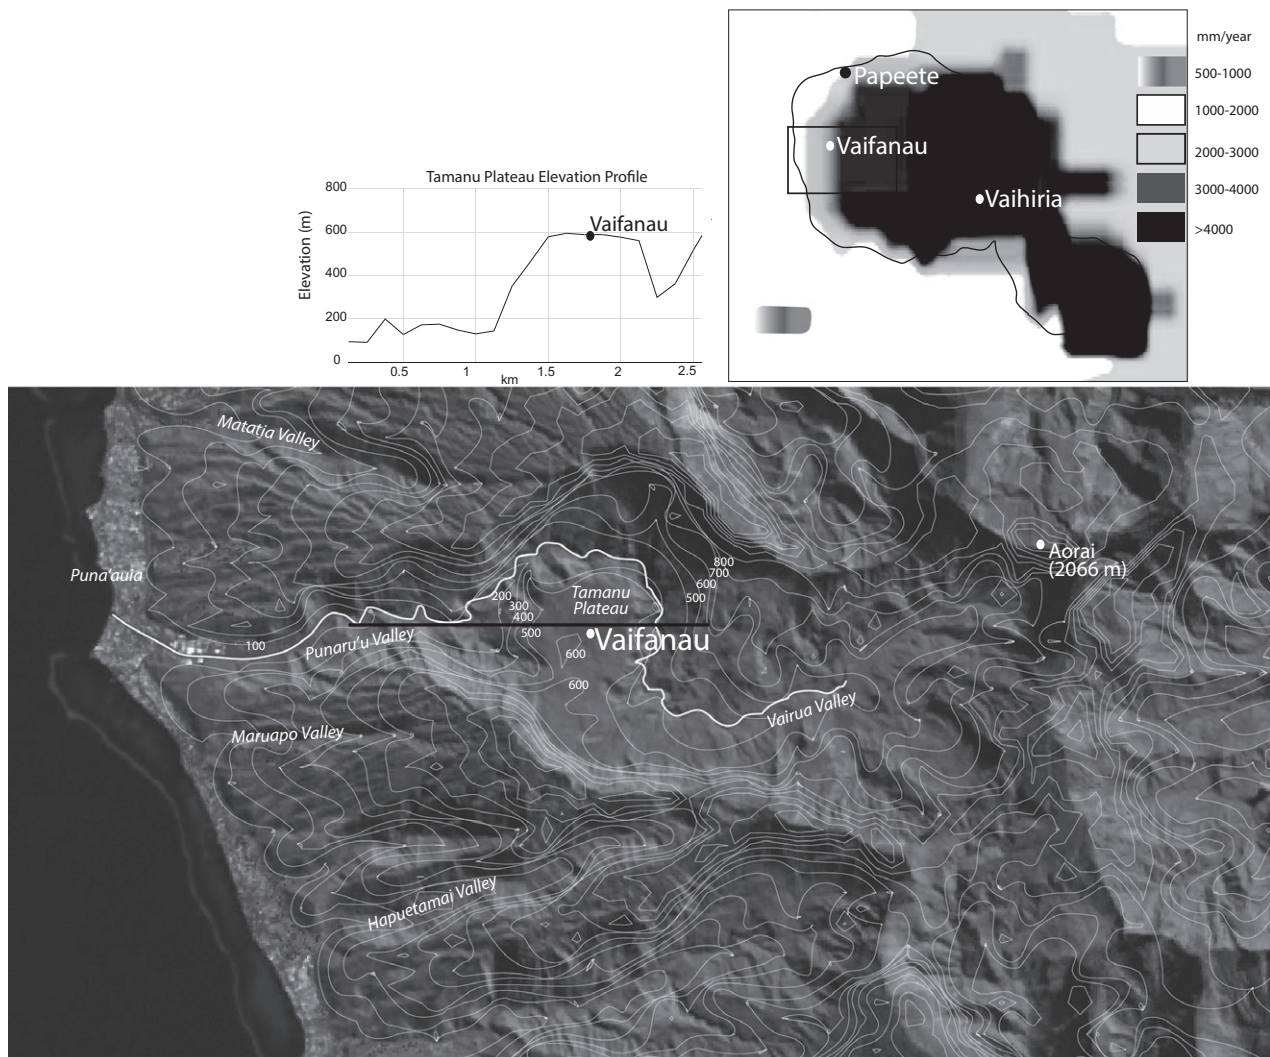 mm/year
500-1000
1000-2000
2000-3000
3000-4000
>4000
Papeete
Vaifanau
Vaihiria
Tamanu Plateau Elevation Profile
Elevation (m)
800
600
400
200
0
Vaifanau
0.5
1
1.5
2
2.5
km
Matatia Valley
Puna'auia
Aorai
(2066 m)
800
700
600
500
Tamanu
Plateau
200
300
400
500
Vaifanau
100
Punaru'u Valley
600
600
Vairua Valley
Maruapo Valley
Hapuetamai Valley